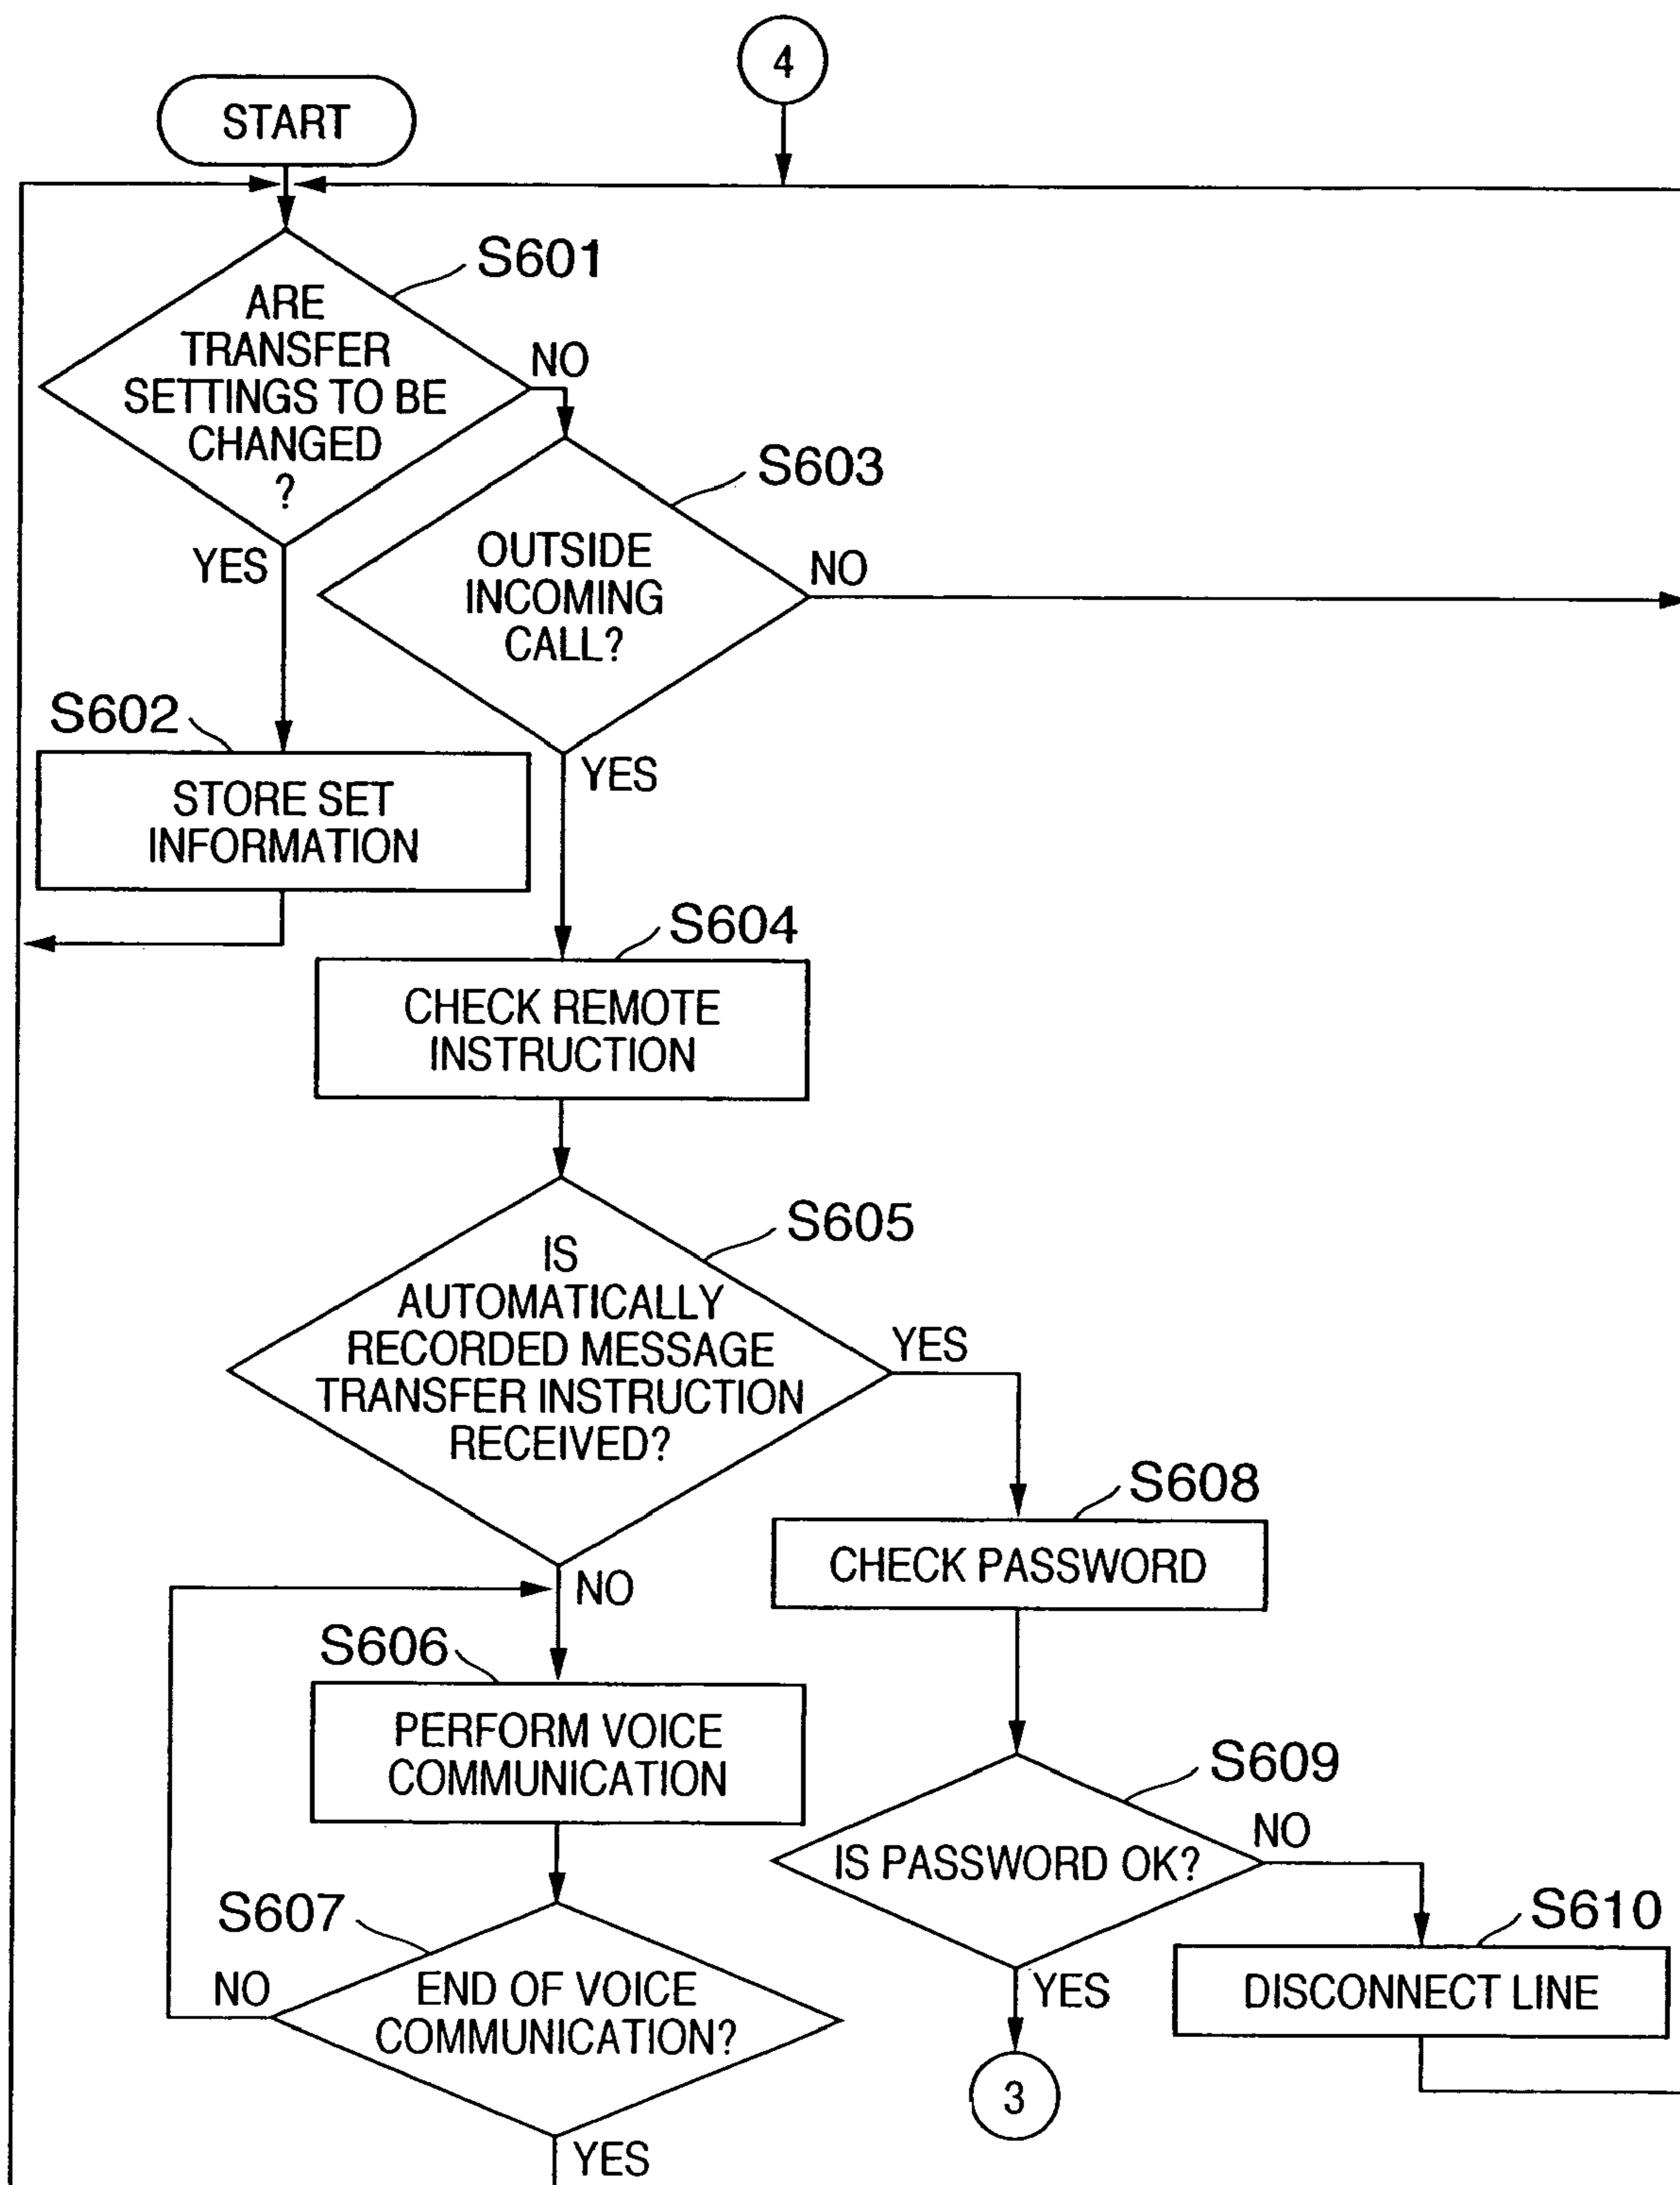 4
START
S601
ARE
TRANSFER
SETTINGS TO BE
CHANGED
?
NO
YES
S603
OUTSIDE
INCOMING
CALL?
NO
YES
S602
STORE SET
INFORMATION
S604
CHECK REMOTE
INSTRUCTION
S605
IS
AUTOMATICALLY
RECORDED MESSAGE
TRANSFER INSTRUCTION
RECEIVED?
YES
NO
S608
CHECK PASSWORD
S606
PERFORM VOICE
COMMUNICATION
S609
IS PASSWORD OK?
NO
YES
S607
END OF VOICE
COMMUNICATION?
NO
YES
S610
DISCONNECT LINE
3